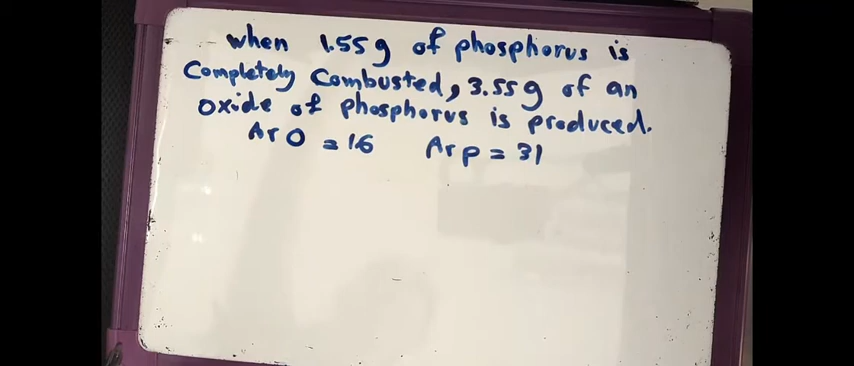 when 1.55g of phosphorus is
Completely Combusted, 3.55g of an
oxide of phosphorus is produced.
Ar O = 16 Ar P = 31